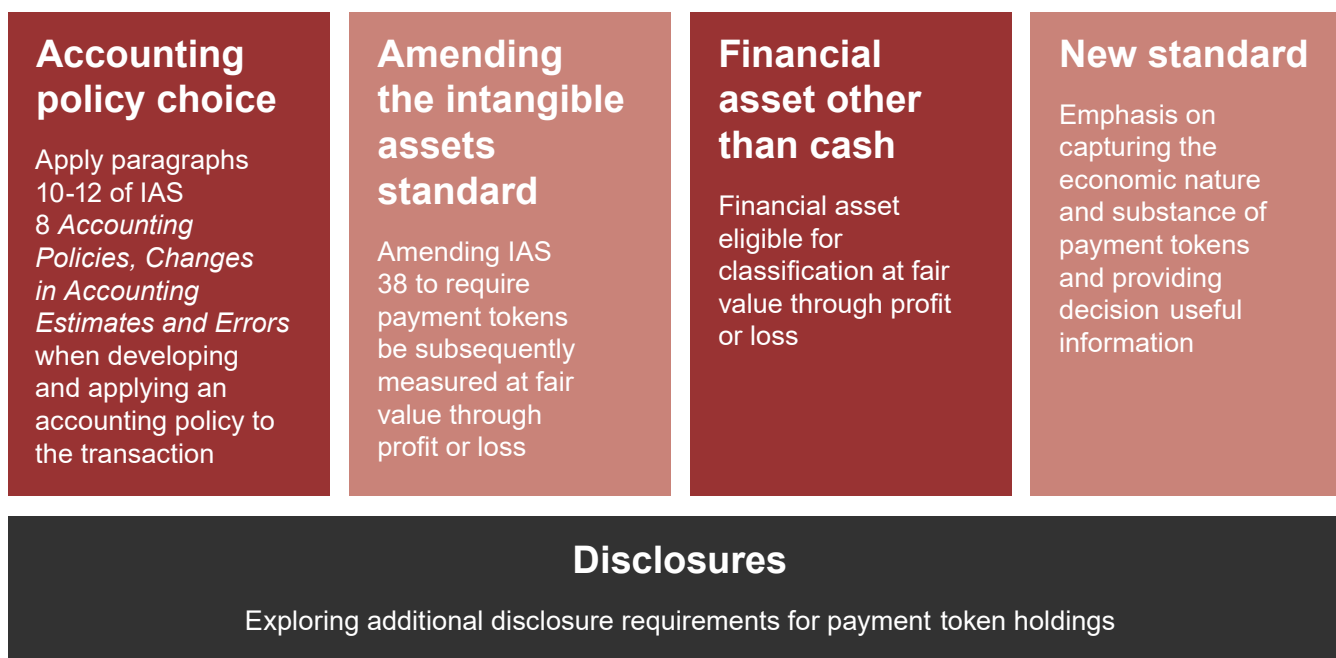 Accounting
policy choice
Apply paragraphs
10-12 of IAS
8 Accounting
Policies, Changes
in Accounting
Estimates and Errors
when developing
and applying an
accounting policy to
the transaction
Amending
the intangible
assets
standard
Amending IAS
38 to require
payment tokens
be subsequently
measured at fair
value through
profit or loss
Financial
asset other
than cash
Financial asset
eligible for
classification at fair
value through profit
or loss
New standard
Emphasis on
capturing the
economic nature
and substance of
payment tokens
and providing
decision useful
information
Disclosures
Exploring additional disclosure requirements for payment token holdings